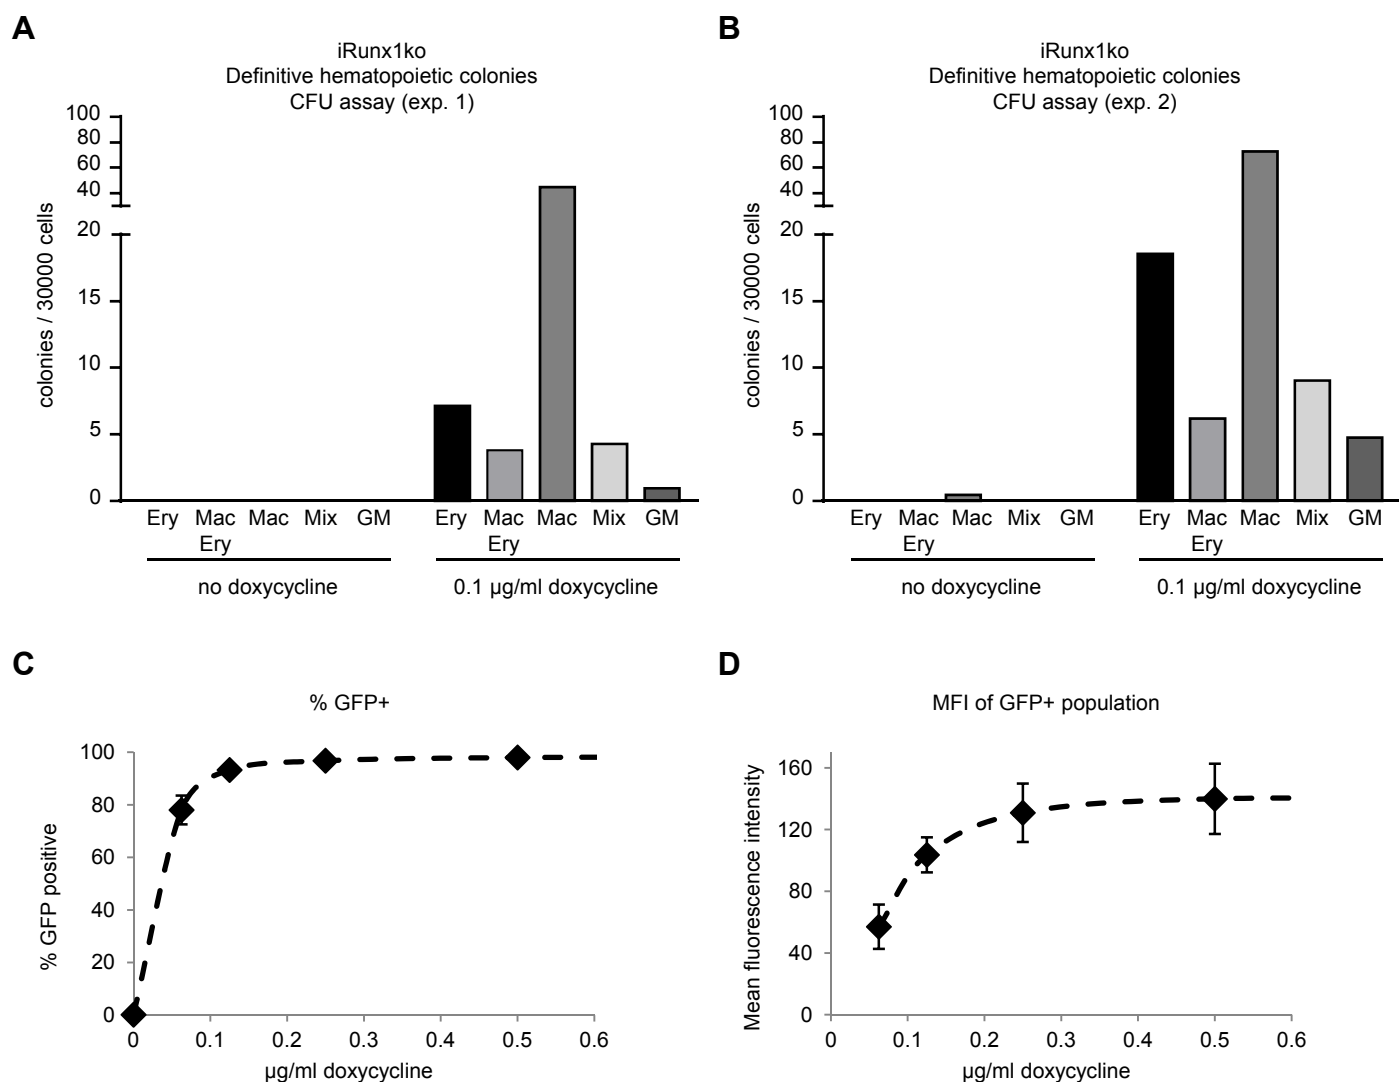 A
iRunx1ko
Definitive hematopoietic colonies
CFU assay (exp. 1)
colonies / 30000 cells
100
80
60
40
20
15
10
5
0
Ery Mac Mac Mix GM Ery Mac Mac Mix GM
Ery Ery
no doxycycline 0.1 µg/ml doxycycline
B
iRunx1ko
Definitive hematopoietic colonies
CFU assay (exp. 2)
colonies / 30000 cells
100
80
60
40
20
15
10
5
0
Ery Mac Mac Mix GM Ery Mac Mac Mix GM
Ery Ery
no doxycycline 0.1 µg/ml doxycycline
C
% GFP+
% GFP positive
100
80
60
40
20
0
0 0.1 0.2 0.3 0.4 0.5 0.6
µg/ml doxycycline
D
MFI of GFP+ population
Mean fluorescence intensity
160
120
80
40
0
0 0.1 0.2 0.3 0.4 0.5 0.6
µg/ml doxycycline